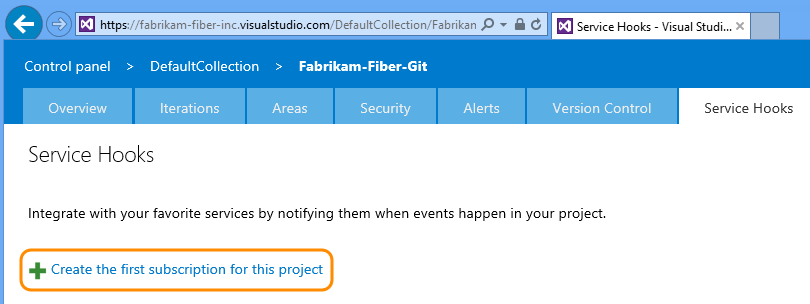 https://fabrikam-fiber-inc.visualstudio.com/DefaultCollection/Fabrikan
Service Hooks - Visual Studi...
Control panel > DefaultCollection > Fabrikam-Fiber-Git
Overview Iterations Areas Security Alerts Version Control Service Hooks
Service Hooks
Integrate with your favorite services by notifying them when events happen in your project.
Create the first subscription for this project